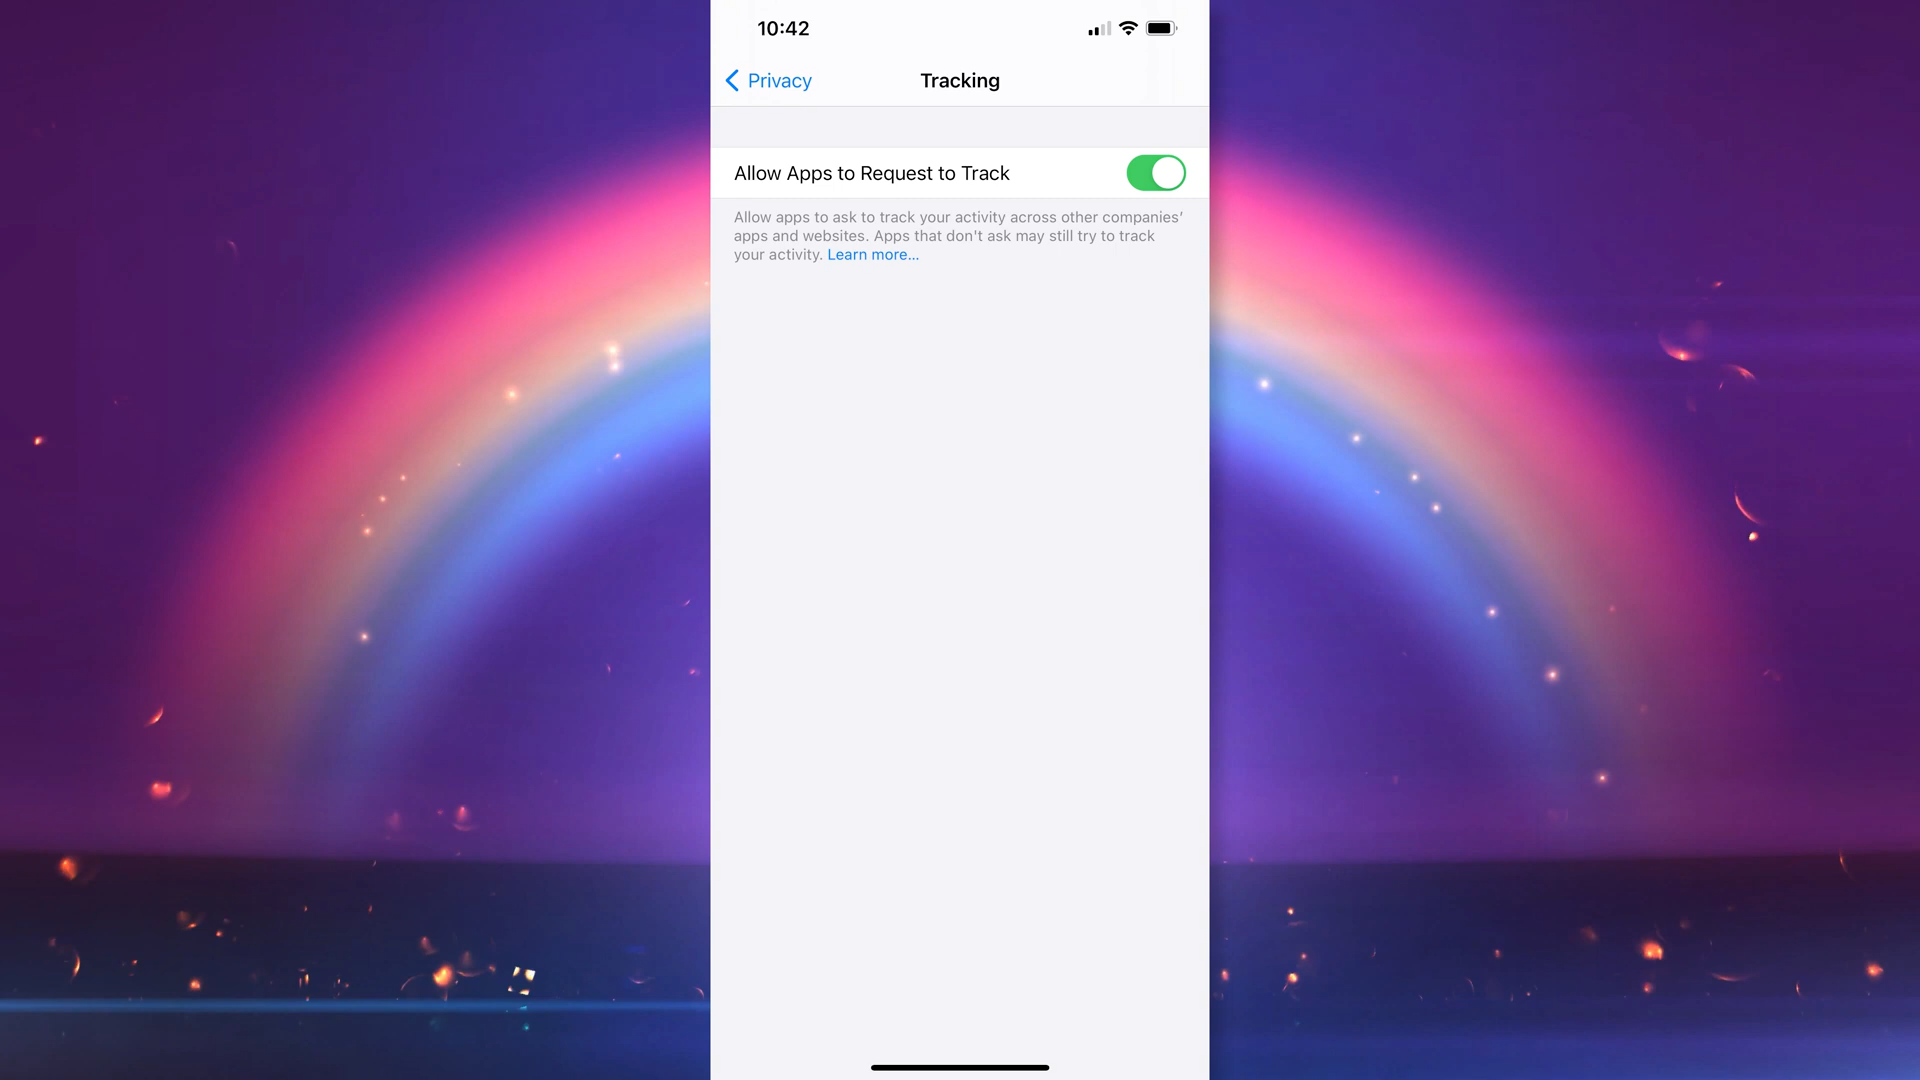 10:42
Privacy
Tracking
Allow Apps to Request to Track
Allow apps to ask to track your activity across other companies’
apps and websites. Apps that don't ask may still try to track
your activity. Learn more...